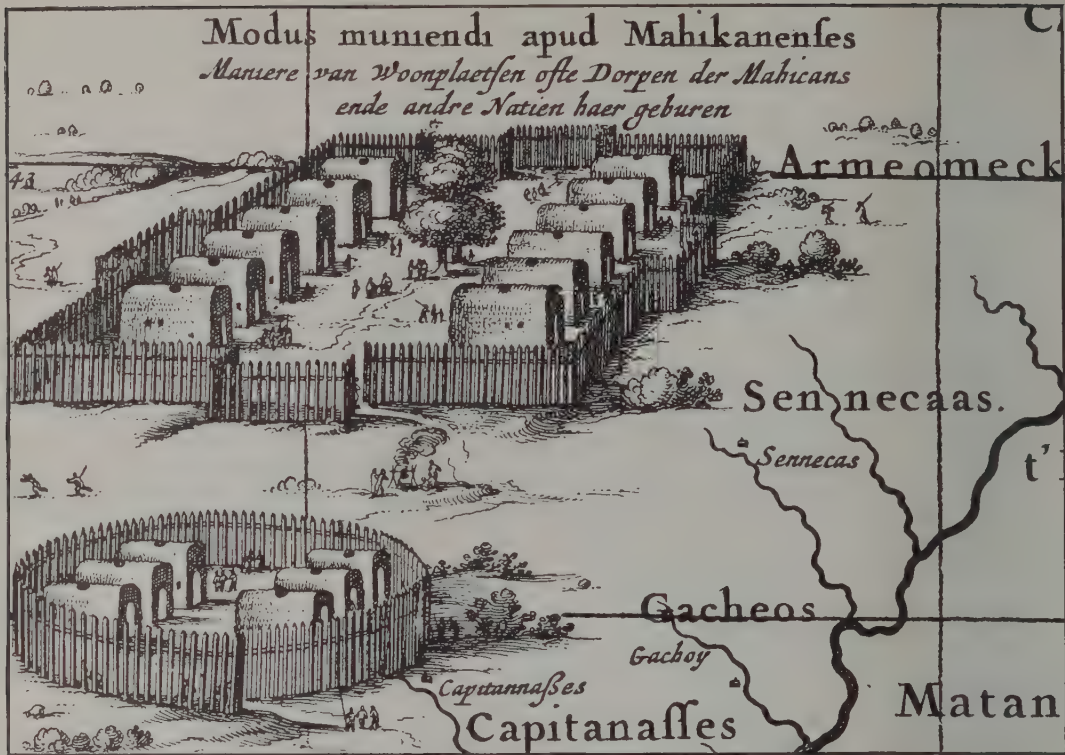 Modus muniendi apud Mahikanenſes
Maniere van Woonplaetſen ofte Dorpen der Mahicans
ende andre Natien haer geburen
43
Armeomeck
Sennecaas.
Sennecas
t'
Gacheos
Gachoy
Capitannaßes
Capitanaſſes
Matan